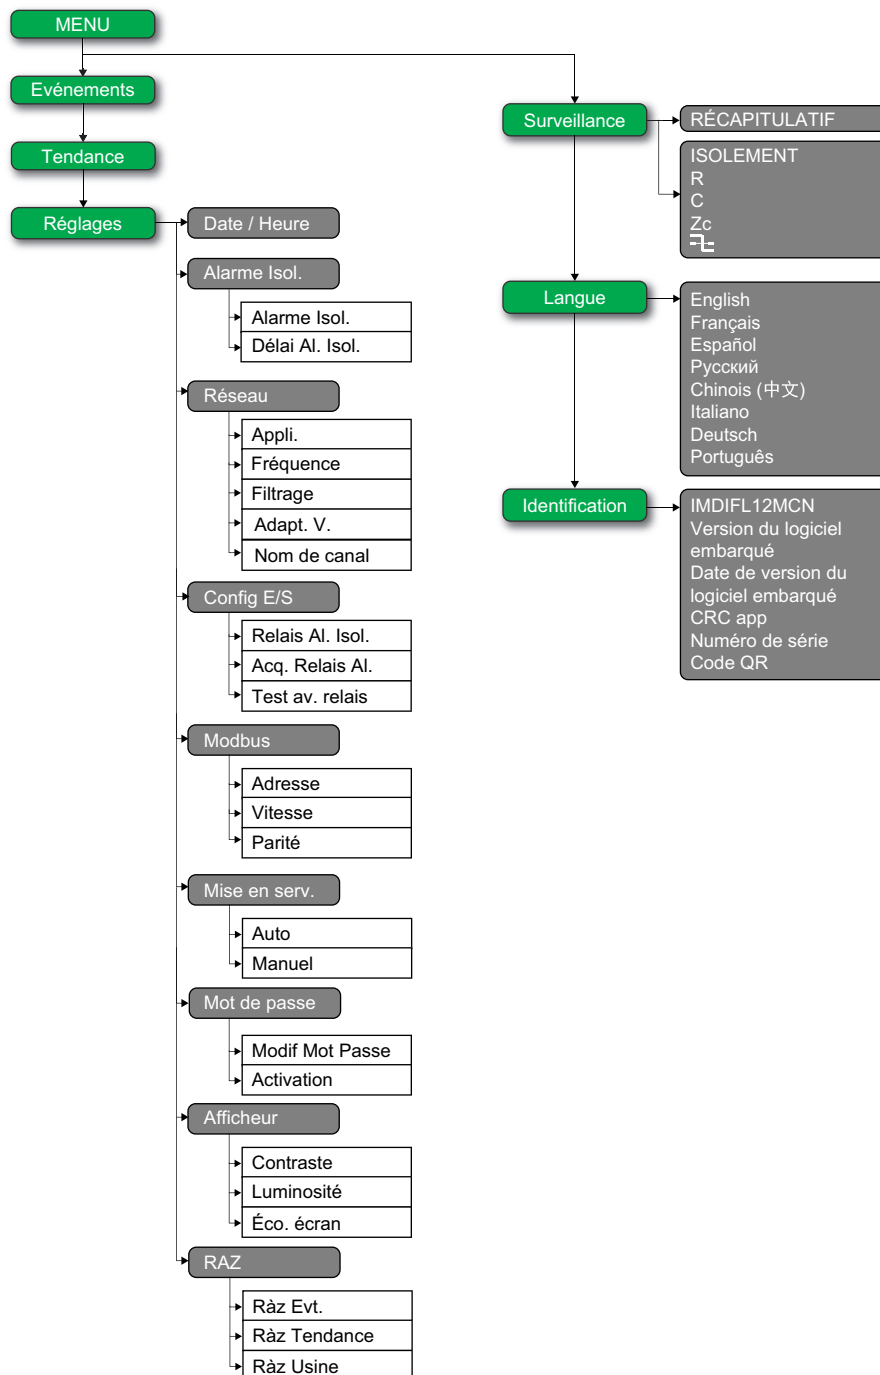 MENU
Evénements
Tendance
Réglages
Date / Heure
Alarme Isol.
Alarme Isol.
Délai Al. Isol.
Réseau
Appli.
Fréquence
Filtrage
Adapt. V.
Nom de canal
Config E/S
Relais Al. Isol.
Acq. Relais Al.
Test av. relais
Modbus
Adresse
Vitesse
Parité
Mise en serv.
Auto
Manuel
Mot de passe
Modif Mot Passe
Activation
Afficheur
Contraste
Luminosité
Éco. écran
RAZ
Ràz Evt.
Ràz Tendance
Ràz Usine
Surveillance
RÉCAPITULATIF
ISOLEMENT
R
C
Zc
Langue
English
Français
Español
Русский
Chinois (中文)
Italiano
Deutsch
Português
Identification
IMDIFL12MCN
Version du logiciel
embarqué
Date de version du
logiciel embarqué
CRC app
Numéro de série
Code QR